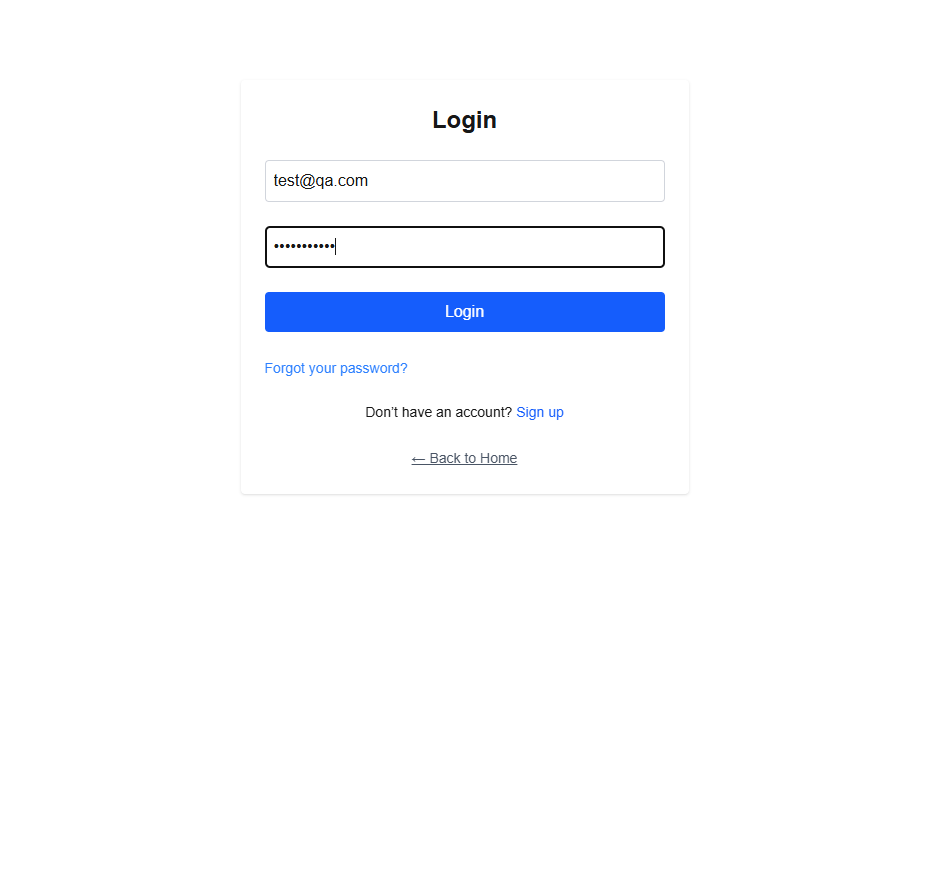 Login
test@qa.com
•••••••••••
Login
Forgot your password?
Don’t have an account? Sign up
← Back to Home